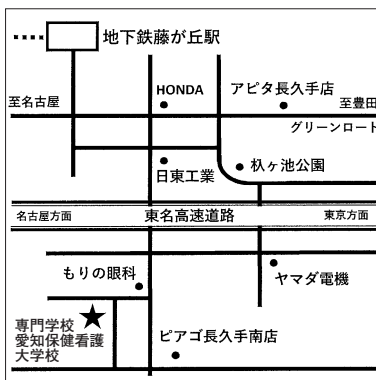 地下鉄藤が丘駅
HONDA
アピタ長久手店
至名古屋
至豊田
グリーンロード
日東工業
杁ヶ池公園
名古屋方面
東名高速道路
東京方面
もりの眼科
ヤマダ電機
専門学校
愛知保健看護
大学校
ピアゴ長久手南店